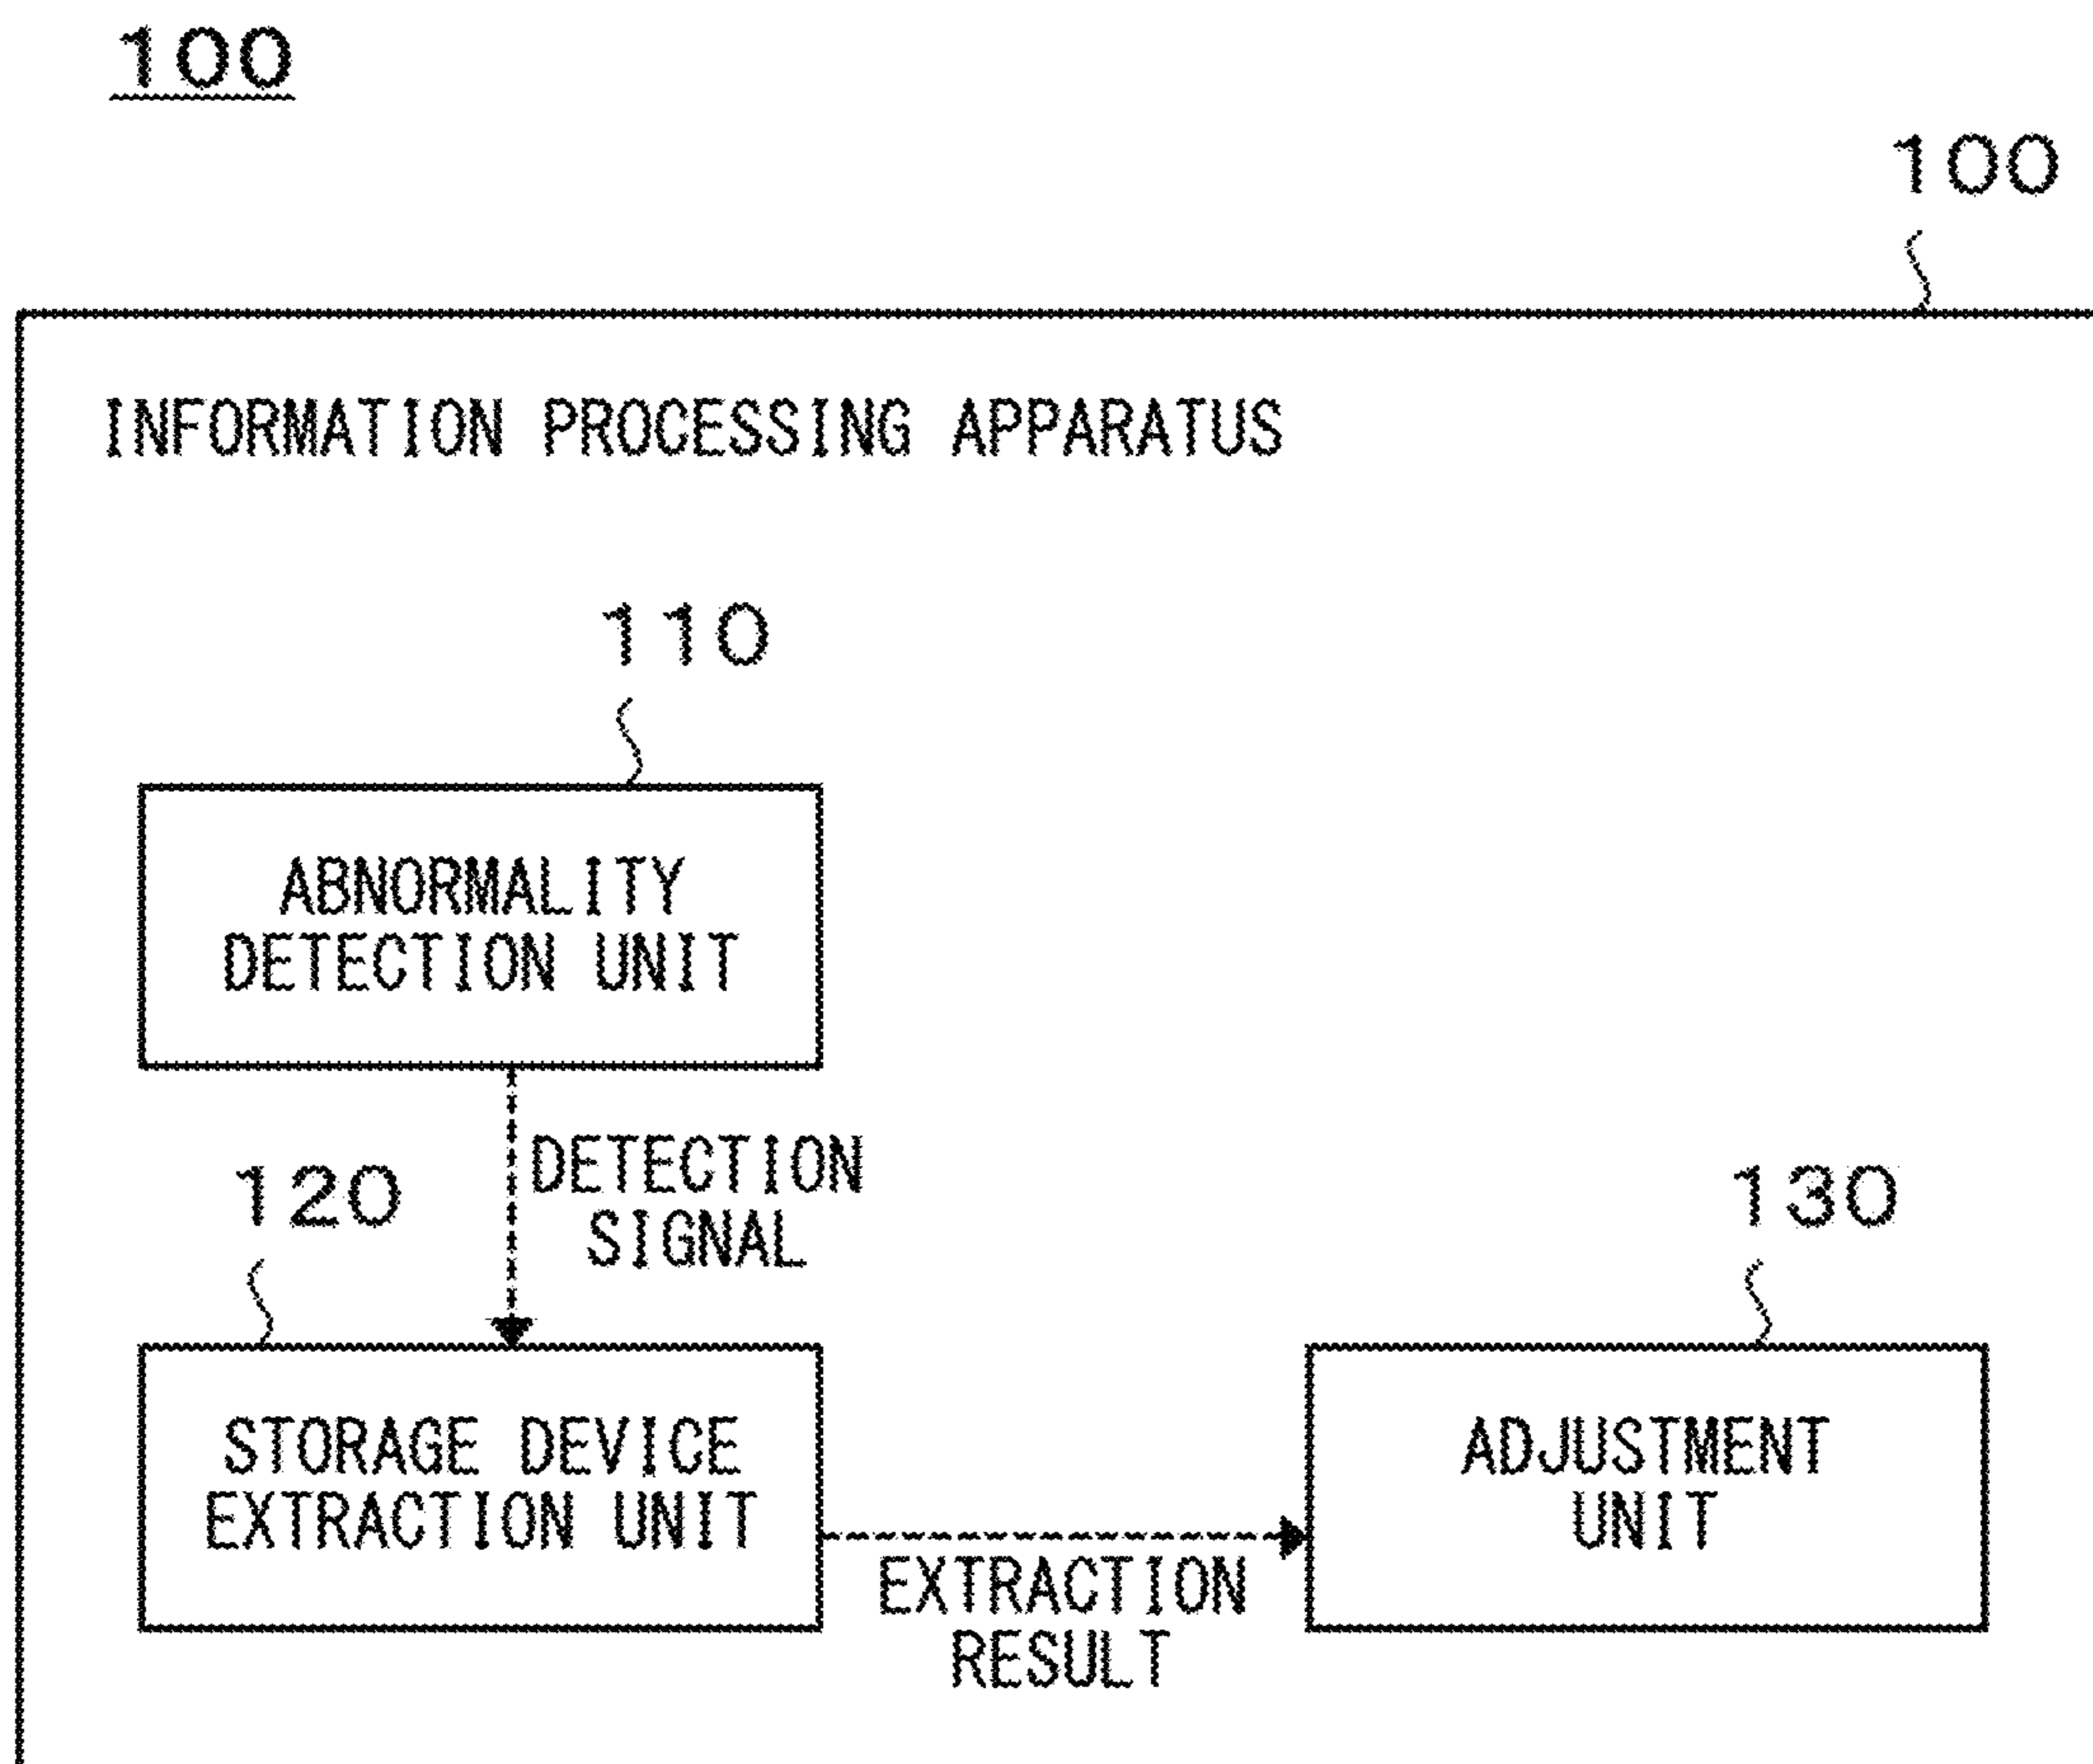 100
100
INFORMATION PROCESSING APPARATUS
110
ABNORMALITY
DETECTION UNIT
DETECTION
SIGNAL
120
130
STORAGE DEVICE
EXTRACTION UNIT
ADJUSTMENT
UNIT
EXTRACTION
RESULT